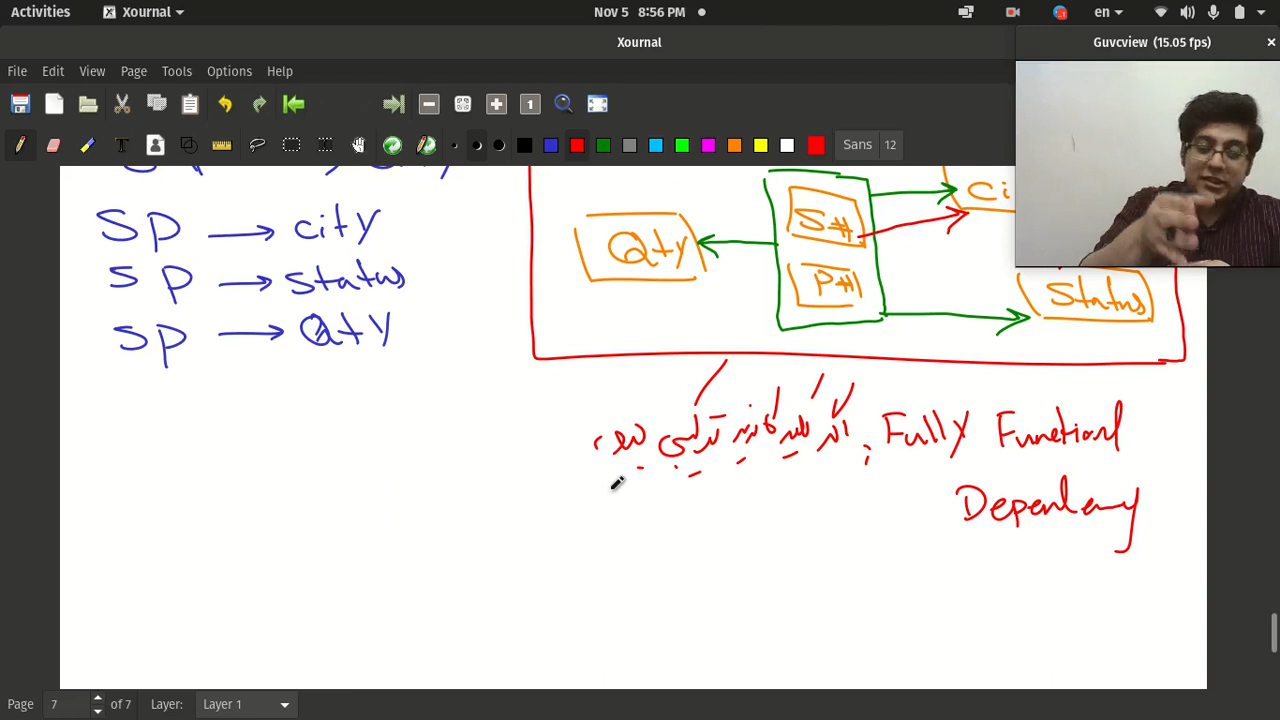 Activities Xournal Nov 5 8:56 PM en
Xournal
Guvcview (15.05 fps)
File Edit View Page Tools Options Help
Sans 12
SP → city
SP → Status
SP → Qty
Qty
S#
P#
Ci
Status
Fully Functional
Dependency
Page 7 of 7 Layer: Layer 1